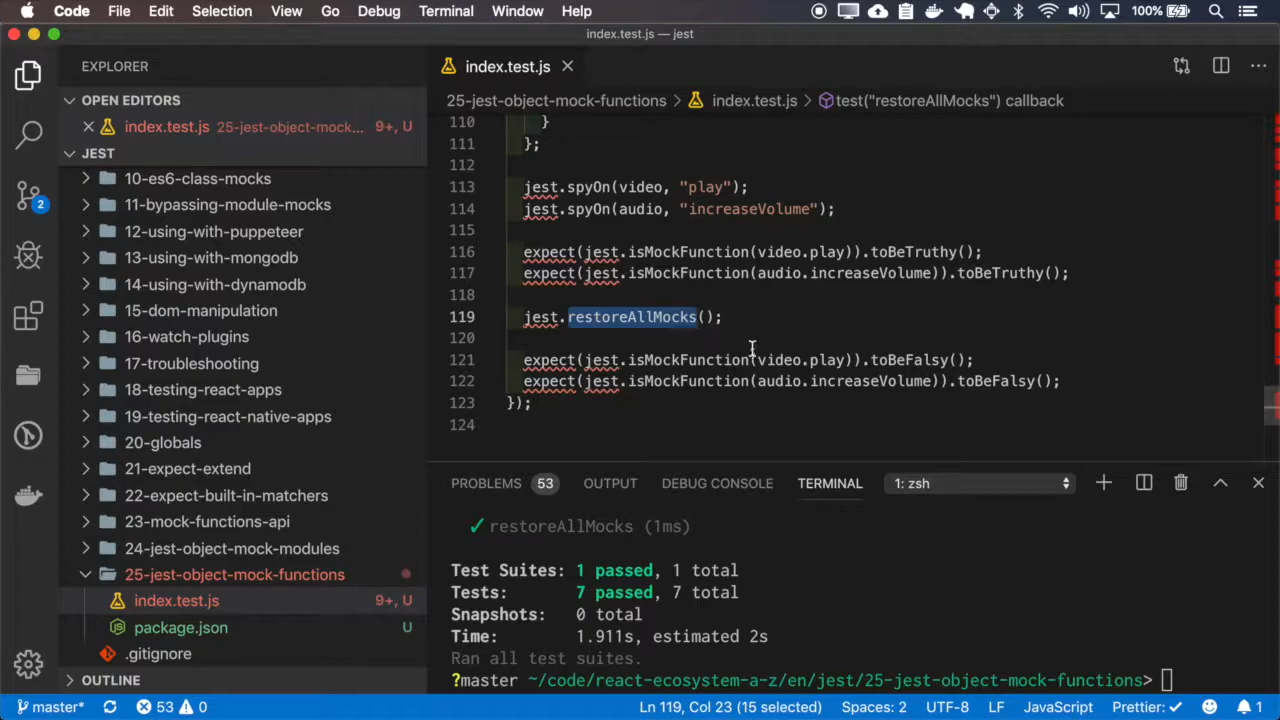 Code File Edit Selection View Go Debug Terminal Window Help 100%
index.test.js — jest
EXPLORER
OPEN EDITORS
index.test.js 25-jest-object-mock... 9+, U
JEST
10-es6-class-mocks
11-bypassing-module-mocks
12-using-with-puppeteer
13-using-with-mongodb
14-using-with-dynamodb
15-dom-manipulation
16-watch-plugins
17-troubleshooting
18-testing-react-apps
19-testing-react-native-apps
20-globals
21-expect-extend
22-expect-built-in-matchers
23-mock-functions-api
24-jest-object-mock-modules
25-jest-object-mock-functions
index.test.js 9+, U
package.json U
.gitignore
OUTLINE
2
index.test.js
25-jest-object-mock-functions > index.test.js > test("restoreAllMocks") callback
110 }
111 };
112
113 jest.spyOn(video, "play");
114 jest.spyOn(audio, "increaseVolume");
115
116 expect(jest.isMockFunction(video.play)).toBeTruthy();
117 expect(jest.isMockFunction(audio.increaseVolume)).toBeTruthy();
118
119 jest.restoreAllMocks();
120
121 expect(jest.isMockFunction(video.play)).toBeFalsy();
122 expect(jest.isMockFunction(audio.increaseVolume)).toBeFalsy();
123 });
124
PROBLEMS 53 OUTPUT DEBUG CONSOLE TERMINAL 1: zsh
✓ restoreAllMocks (1ms)
Test Suites: 1 passed, 1 total
Tests: 7 passed, 7 total
Snapshots: 0 total
Time: 1.911s, estimated 2s
Ran all test suites.
?master ~/code/react-ecosystem-a-z/en/jest/25-jest-object-mock-functions>
master* 53 0 Ln 119, Col 23 (15 selected) Spaces: 2 UTF-8 LF JavaScript Prettier: ✓ 1